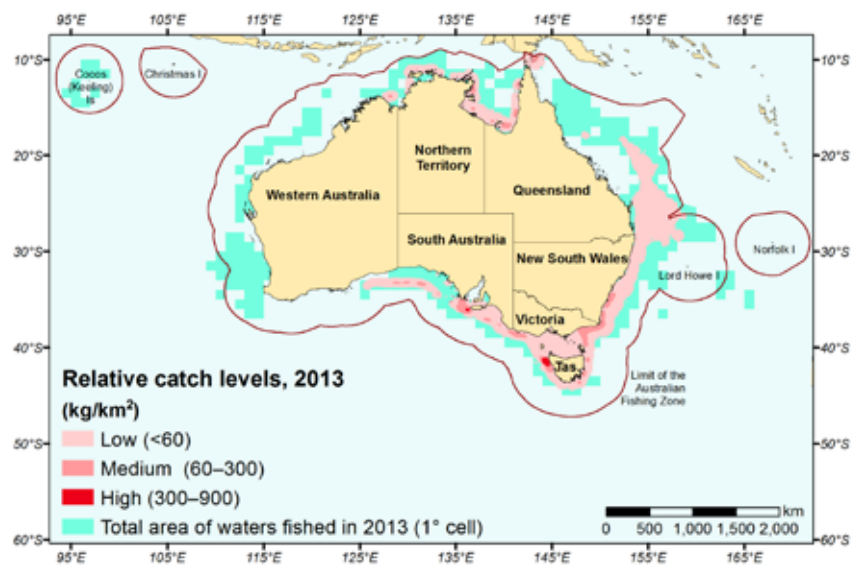 95°E 105°E 115°E 125°E 135°E 145°E 155°E 165°E
10°S 10°S
Cocos
(Keeling)
Is
Christmas I
20°S 20°S
Northern
Territory
Western Australia
Queensland
South Australia
30°S 30°S
New South Wales
Norfolk I
Lord Howe I
Victoria
40°S 40°S
Tas
Limit of the
Australian
Fishing Zone
Relative catch levels, 2013
(kg/km²)
Low (<60)
Medium (60–300)
High (300–900)
Total area of waters fished in 2013 (1° cell)
50°S 50°S
km
0 500 1,000 1,500 2,000
60°S 60°S
95°E 105°E 115°E 125°E 135°E 145°E 155°E 165°E